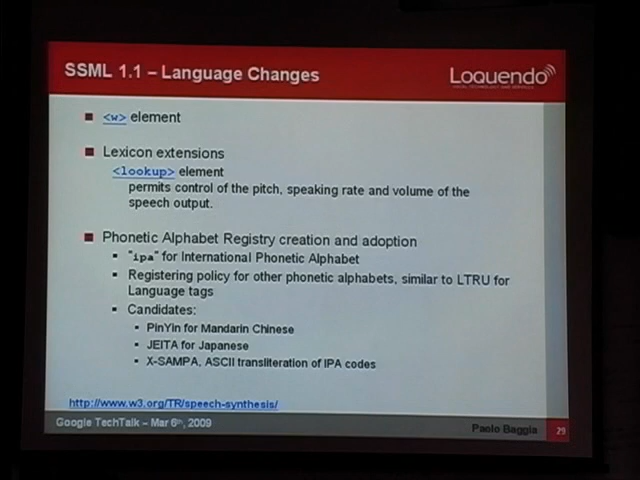 SSML 1.1 – Language Changes
Loquendo
<w> element
Lexicon extensions
<lookup> element
permits control of the pitch, speaking rate and volume of the
speech output.
Phonetic Alphabet Registry creation and adoption
"ipa" for International Phonetic Alphabet
Registering policy for other phonetic alphabets, similar to LTRU for
Language tags
Candidates:
PinYin for Mandarin Chinese
JEITA for Japanese
X-SAMPA, ASCII transliteration of IPA codes
http://www.w3.org/TR/speech-synthesis/
Google TechTalk – Mar 6th, 2009
Paolo Baggia
29